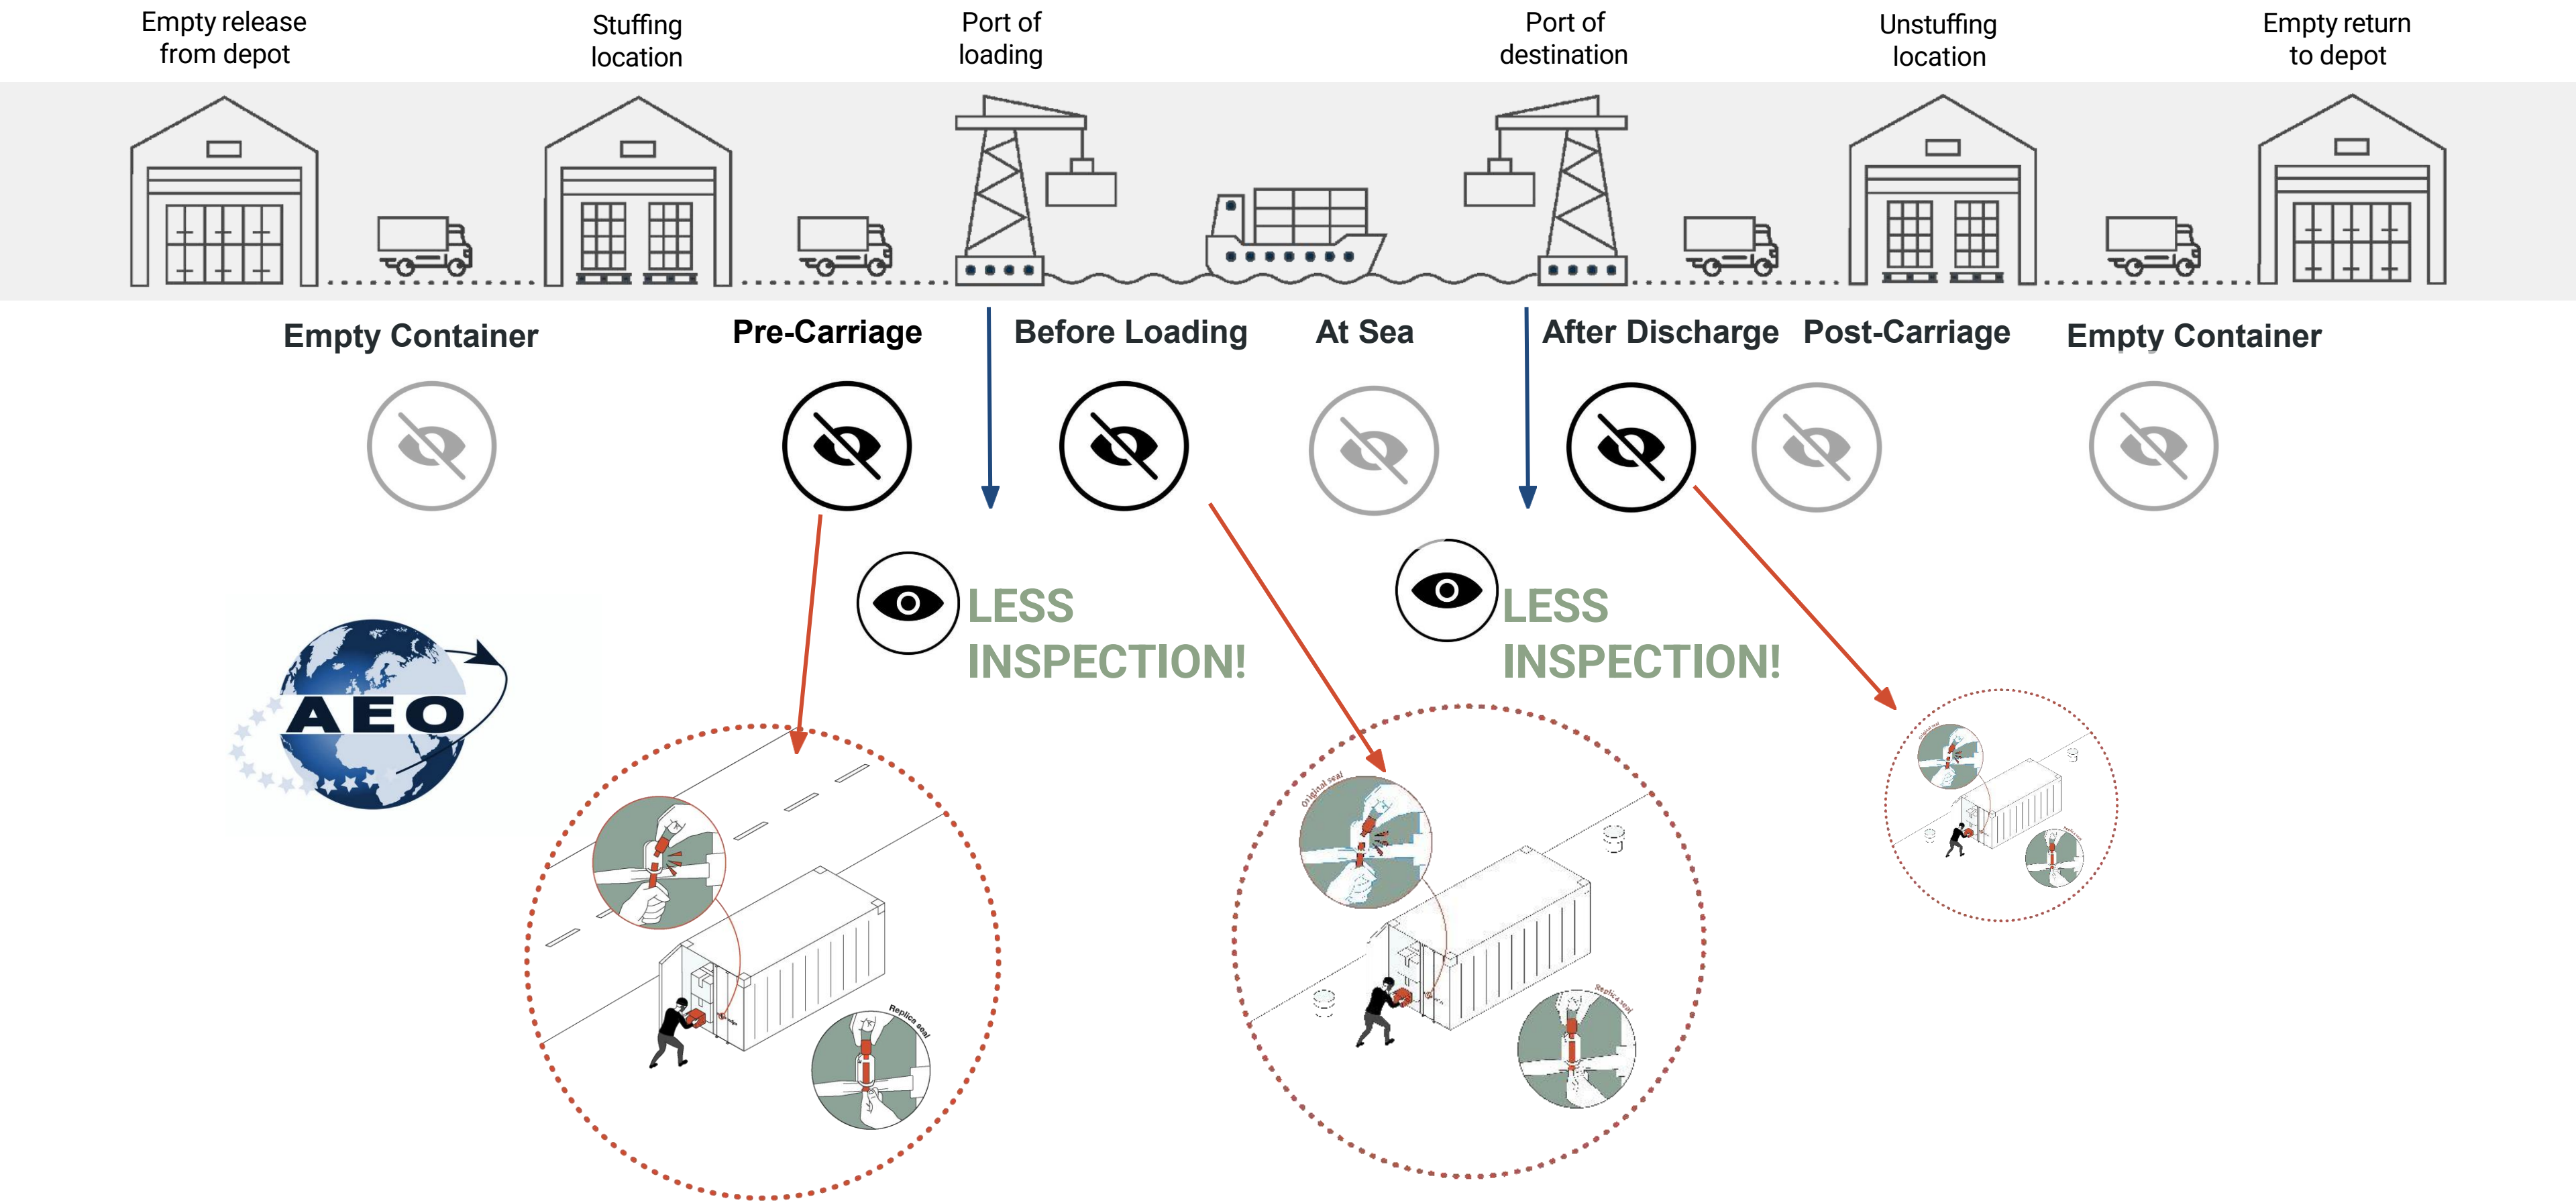 Empty release
from depot
Stuffing
location
Port of
loading
Port of
destination
Unstuffing
location
Empty return
to depot
Empty Container
Pre-Carriage
Before Loading
At Sea
After Discharge
Post-Carriage
Empty Container
LESS
INSPECTION!
LESS
INSPECTION!
AEO
Original seal
Replica seal
Replica seal
Original seal